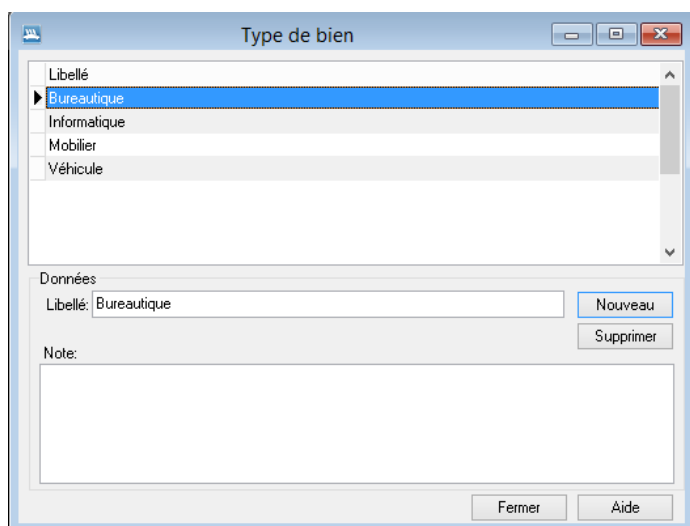 Type de bien
Libellé
Bureautique
Informatique
Mobilier
Véhicule
Données
Libellé: Bureautique
Nouveau
Supprimer
Note:
Fermer
Aide